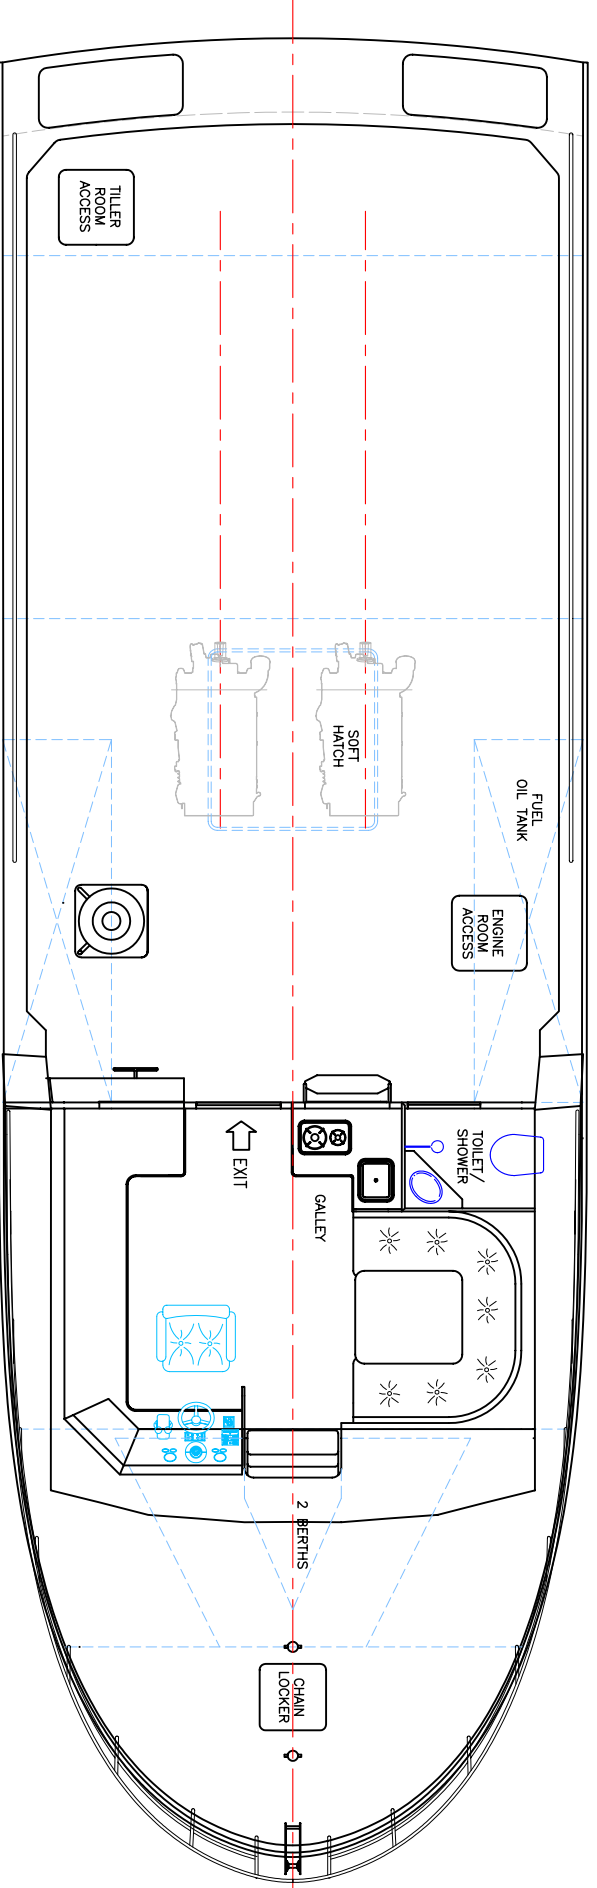 TILLER
ROOM
ACCESS
SOFT
HATCH
FUEL
OIL TANK
ENGINE
ROOM
ACCESS
TOILET/
SHOWER
EXIT
GALLEY
2 BERTHS
CHAIN
LOCKER